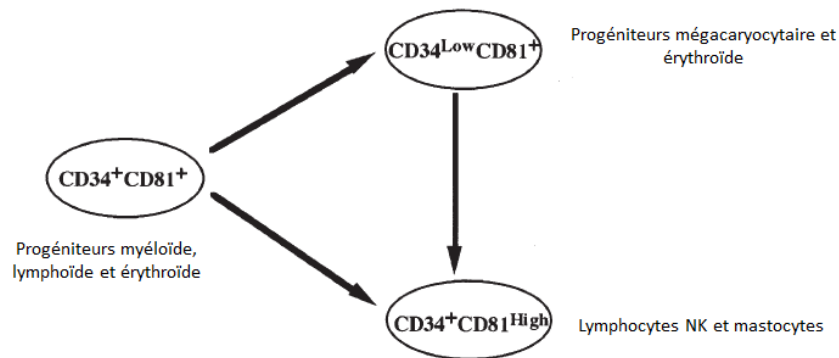 CD34LowCD81+
Progéniteurs mégacaryocytaire et
érythroïde
CD34+CD81+
Progéniteurs myéloïde,
lymphoïde et érythroïde
CD34+CD81High
Lymphocytes NK et mastocytes